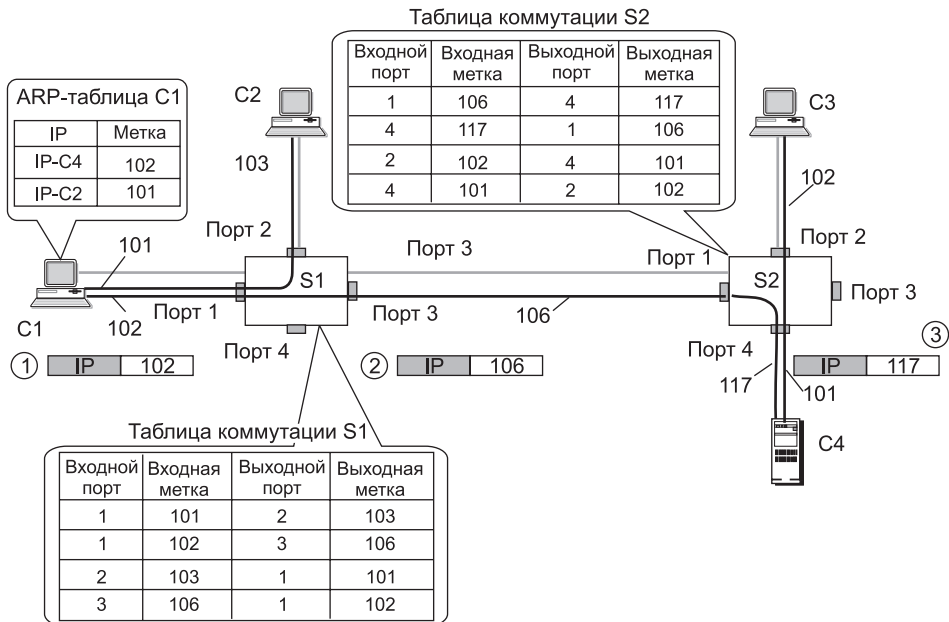 Таблица коммутации S2
Входной порт Входная метка Выходной порт Выходная метка
1 106 4 117
4 117 1 106
2 102 4 101
4 101 2 102
ARP-таблица C1
IP Метка
IP-C4 102
IP-C2 101
C2
103
C3
102
101
Порт 2
Порт 3
Порт 1
Порт 2
S1
S2
Порт 3
C1
102
Порт 1
Порт 3
106
Порт 4
Порт 4
1 IP 102
2 IP 106
3 IP 117
117
101
C4
Таблица коммутации S1
Входной порт Входная метка Выходной порт Выходная метка
1 101 2 103
1 102 3 106
2 103 1 101
3 106 1 102